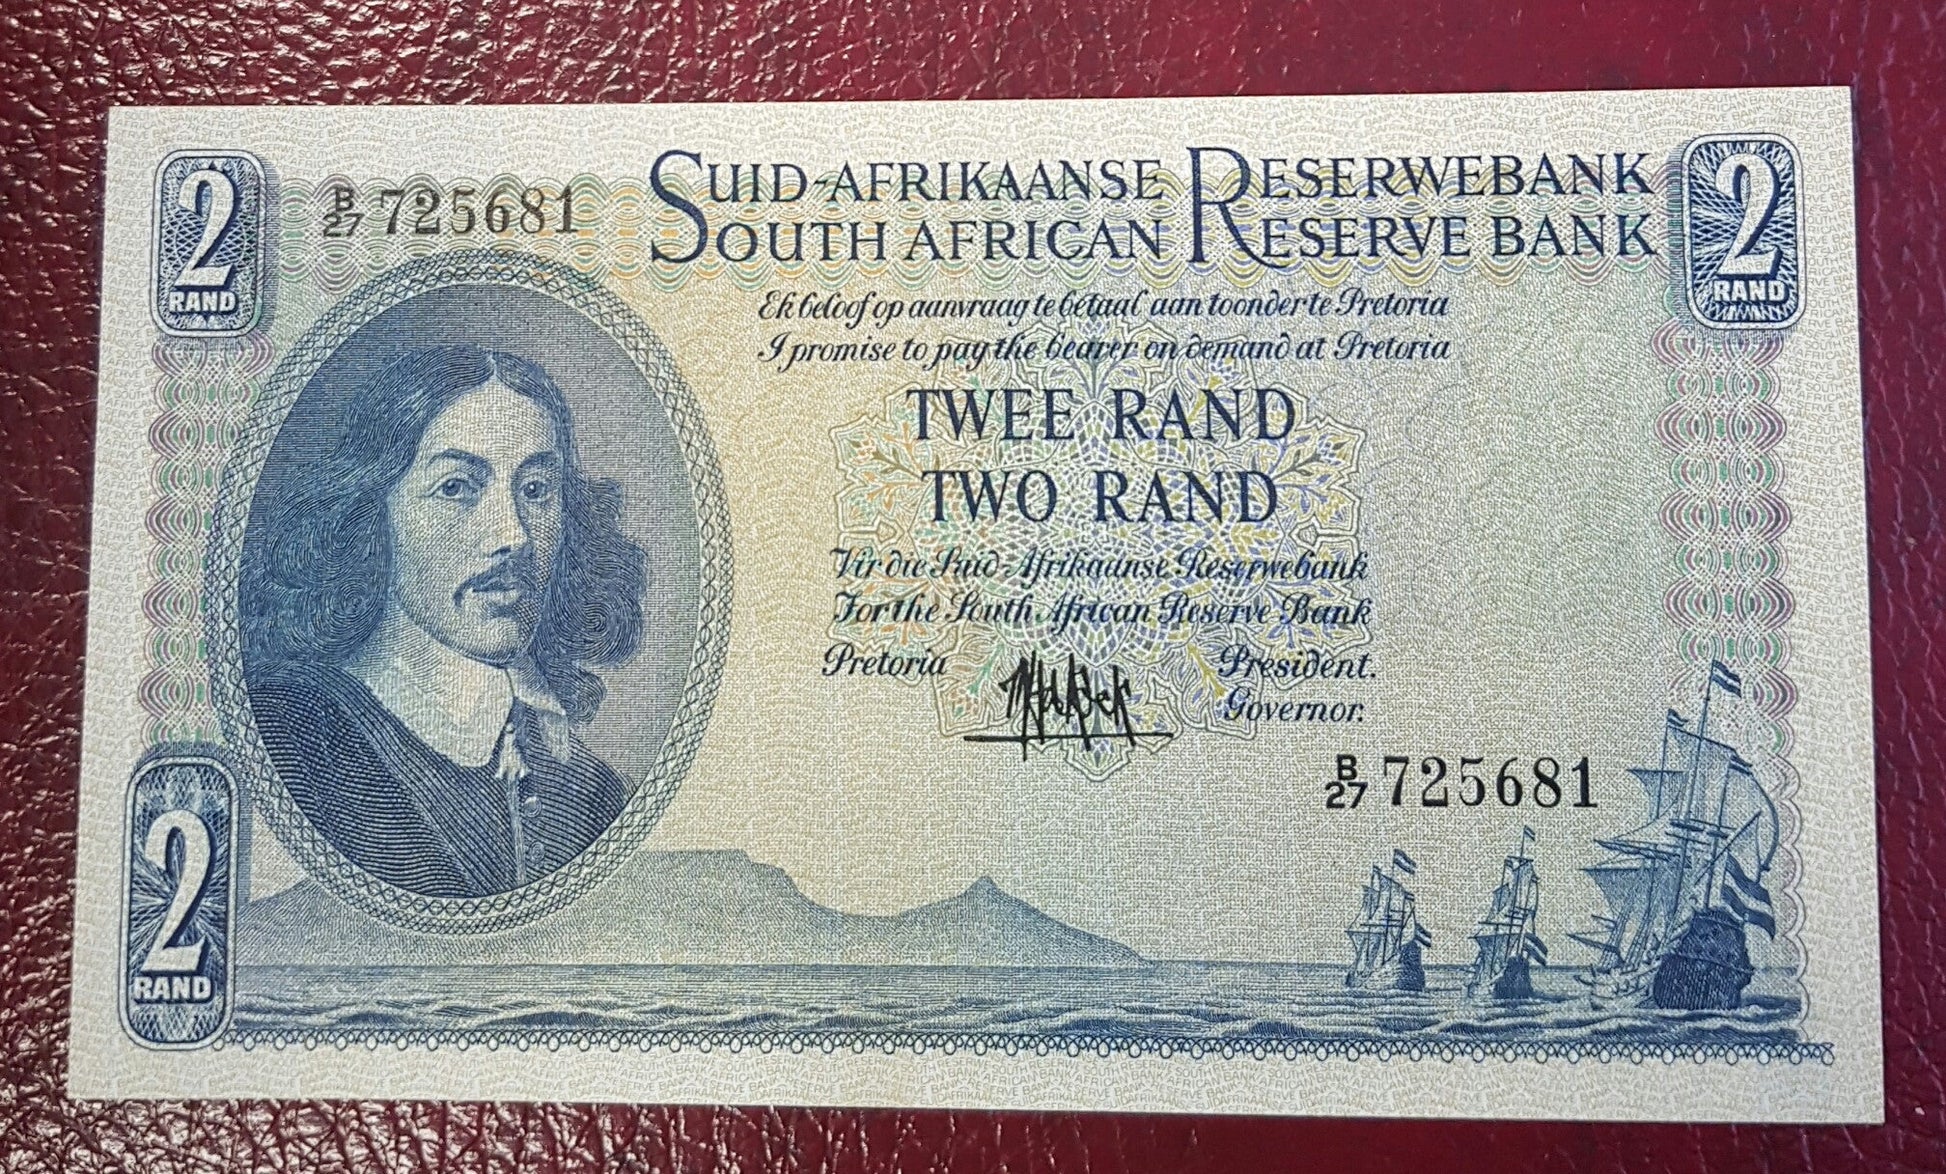 2
RAND
B/27 725681
SUID-AFRIKAANSE RESERWEBANK
SOUTH AFRICAN RESERVE BANK
2
RAND
Ek beloof op aanvraag te betaal aan toonder te Pretoria
I promise to pay the bearer on demand at Pretoria
TWEE RAND
TWO RAND
Vir die Suid-Afrikaanse Reserwebank
For the South African Reserve Bank
Pretoria
President.
Governor.
B/27 725681
2
RAND